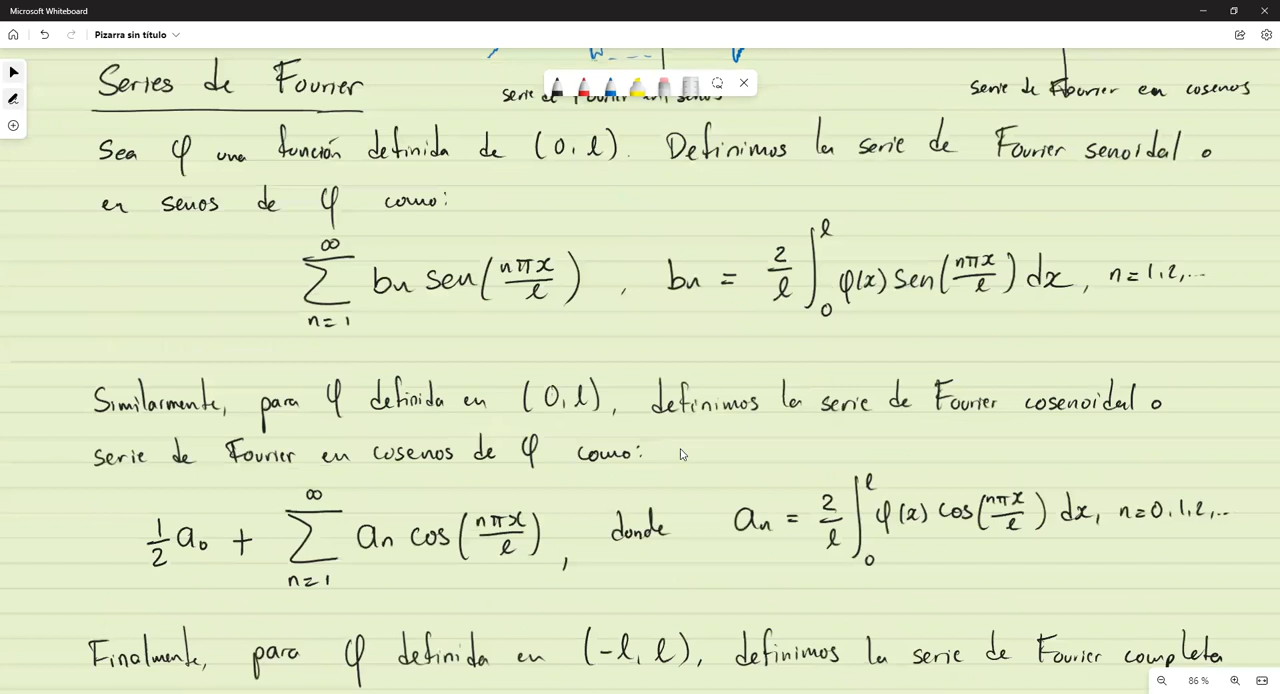 Microsoft Whiteboard
Pizarra sin título
serie de Fourier en cosenos
Series de Fourier
Sea φ una función definida de (0, l). Definimos la serie de Fourier senoidal o
en senos de φ como:
∑_{n=1}^{∞} bn sen(nπx/l), bn = 2/l ∫_0^l φ(x) sen(nπx/l) dx, n=1,2,...
Similarmente, para φ definida en (0, l), definimos la serie de Fourier cosenoidal o
serie de Fourier en cosenos de φ como:
1/2 a₀ + ∑_{n=1}^{∞} an cos(nπx/l), donde an = 2/l ∫_0^l φ(x) cos(nπx/l) dx, n=0,1,2,...
Finalmente, para φ definida en (-l, l), definimos la serie de Fourier completa
86 %